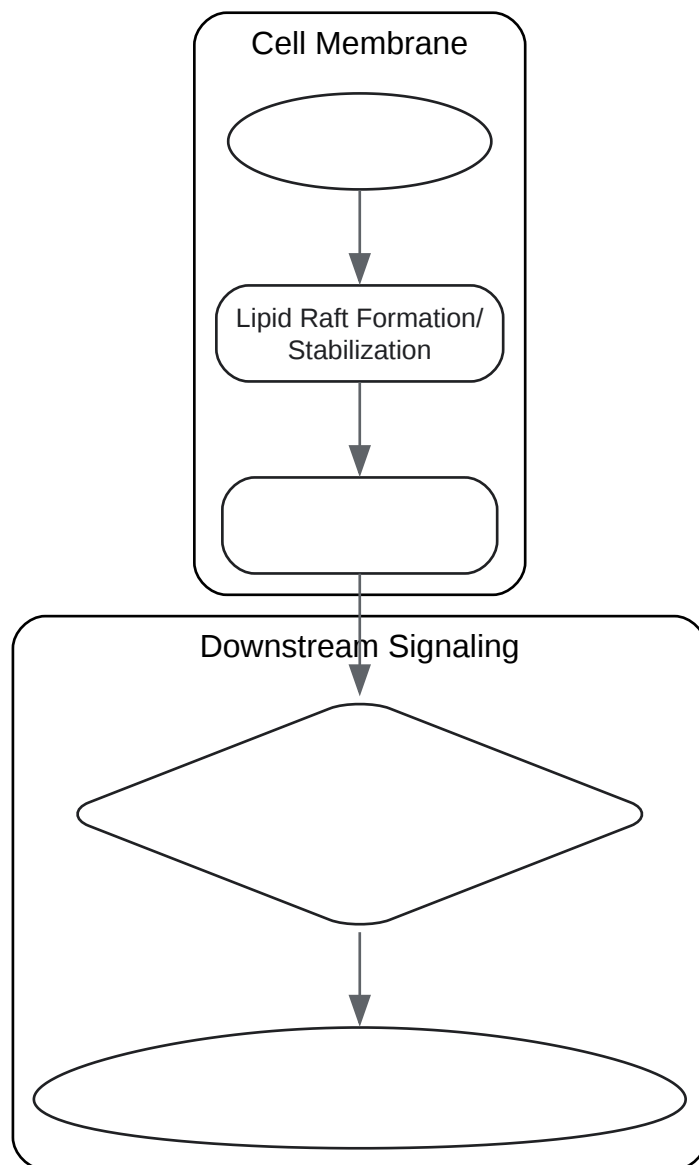 Cell Membrane
Lipid Raft Formation/
Stabilization
Downstream Signaling